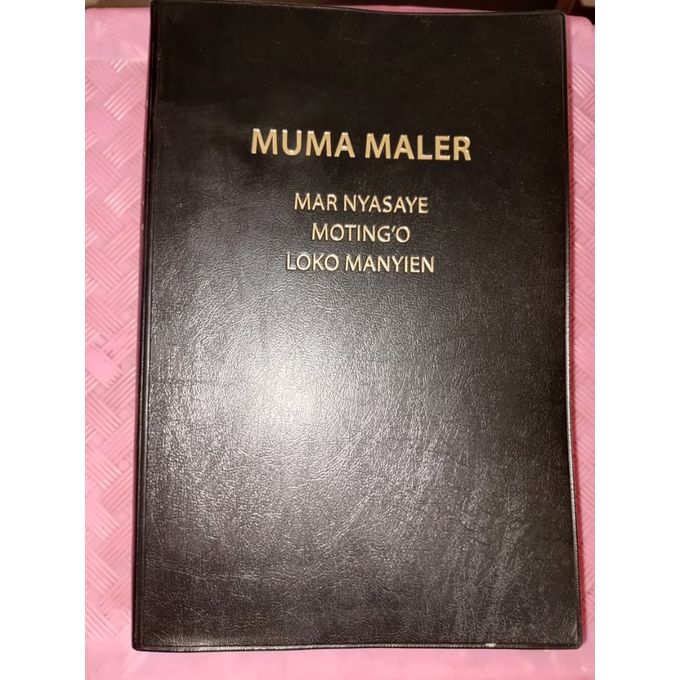 MUMA MALER
MAR NYASAYE
MOTING'O
LOKO MANYIEN